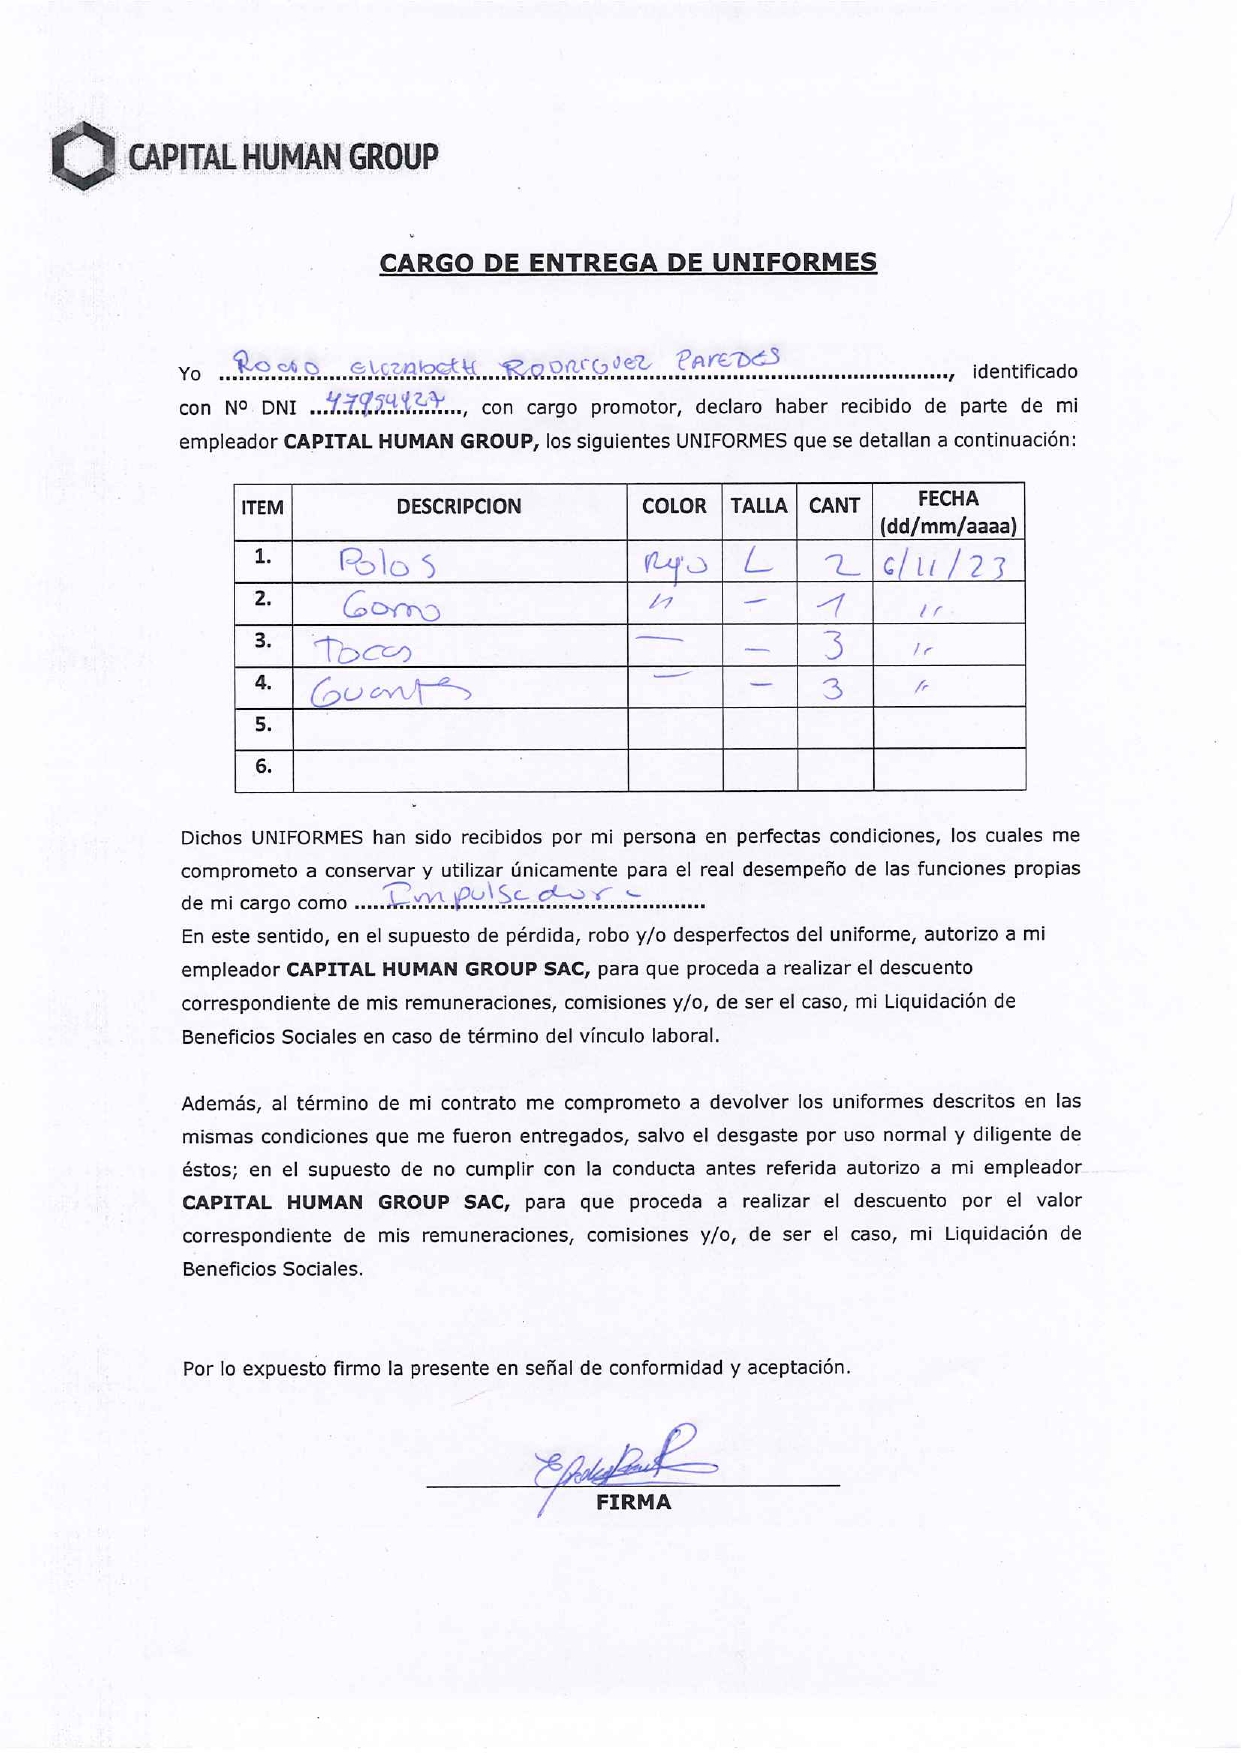 CAPITAL HUMAN GROUP
CARGO DE ENTREGA DE UNIFORMES
Yo Rocio Elizabeth Rodriguez Paredes, identificado
con Nº DNI ......................, con cargo promotor, declaro haber recibido de parte de mi
empleador CAPITAL HUMAN GROUP, los siguientes UNIFORMES que se detallan a continuación:
ITEM DESCRIPCION COLOR TALLA CANT FECHA (dd/mm/aaaa)
1. Polos Rojo L 2 6/11/23
2. Gorro " - 1 "
3. Tocas — - 3 "
4. Guantes — - 3 "
5.
6.
Dichos UNIFORMES han sido recibidos por mi persona en perfectas condiciones, los cuales me
comprometo a conservar y utilizar únicamente para el real desempeño de las funciones propias
de mi cargo como Impulsadora
En este sentido, en el supuesto de pérdida, robo y/o desperfectos del uniforme, autorizo a mi
empleador CAPITAL HUMAN GROUP SAC, para que proceda a realizar el descuento
correspondiente de mis remuneraciones, comisiones y/o, de ser el caso, mi Liquidación de
Beneficios Sociales en caso de término del vínculo laboral.
Además, al término de mi contrato me comprometo a devolver los uniformes descritos en las
mismas condiciones que me fueron entregados, salvo el desgaste por uso normal y diligente de
éstos; en el supuesto de no cumplir con la conducta antes referida autorizo a mi empleador
CAPITAL HUMAN GROUP SAC, para que proceda a realizar el descuento por el valor
correspondiente de mis remuneraciones, comisiones y/o, de ser el caso, mi Liquidación de
Beneficios Sociales.
Por lo expuesto firmo la presente en señal de conformidad y aceptación.
FIRMA